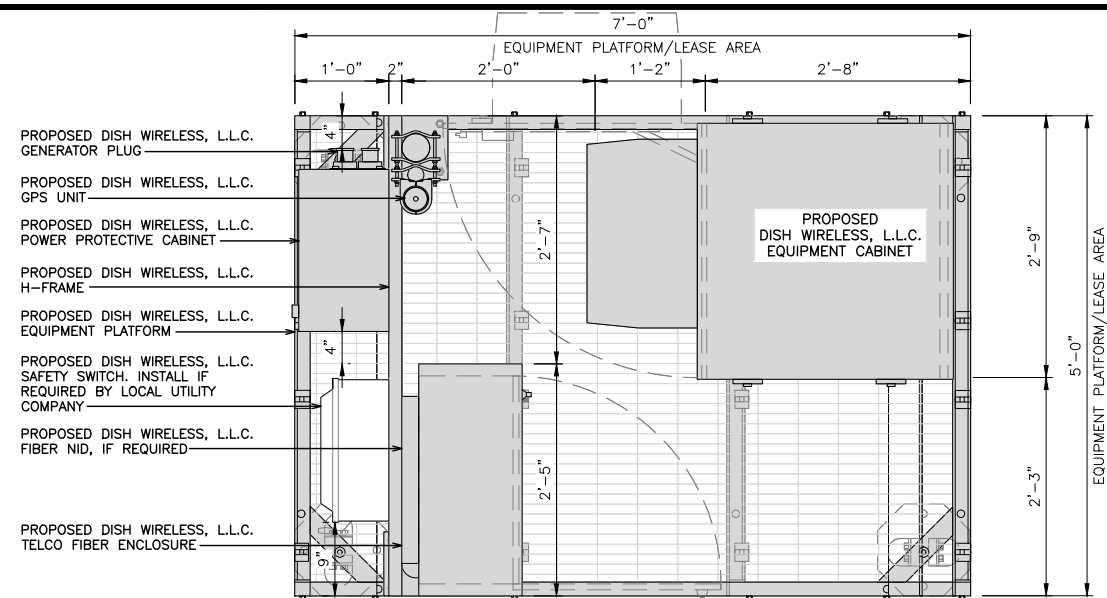 7'-0"
EQUIPMENT PLATFORM/LEASE AREA
1'-0"
2"
2'-0"
1'-2"
2'-8"
PROPOSED DISH WIRELESS, L.L.C.
GENERATOR PLUG
4"
PROPOSED DISH WIRELESS, L.L.C.
GPS UNIT
PROPOSED DISH WIRELESS, L.L.C.
POWER PROTECTIVE CABINET
PROPOSED DISH WIRELESS, L.L.C.
H-FRAME
PROPOSED DISH WIRELESS, L.L.C.
EQUIPMENT PLATFORM
4"
PROPOSED DISH WIRELESS, L.L.C.
SAFETY SWITCH. INSTALL IF
REQUIRED BY LOCAL UTILITY
COMPANY
PROPOSED DISH WIRELESS, L.L.C.
FIBER NID, IF REQUIRED
PROPOSED DISH WIRELESS, L.L.C.
TELCO FIBER ENCLOSURE
9"
2'-7"
2'-5"
PROPOSED
DISH WIRELESS, L.L.C.
EQUIPMENT CABINET
2'-9"
2'-3"
5'-0"
EQUIPMENT PLATFORM/LEASE AREA